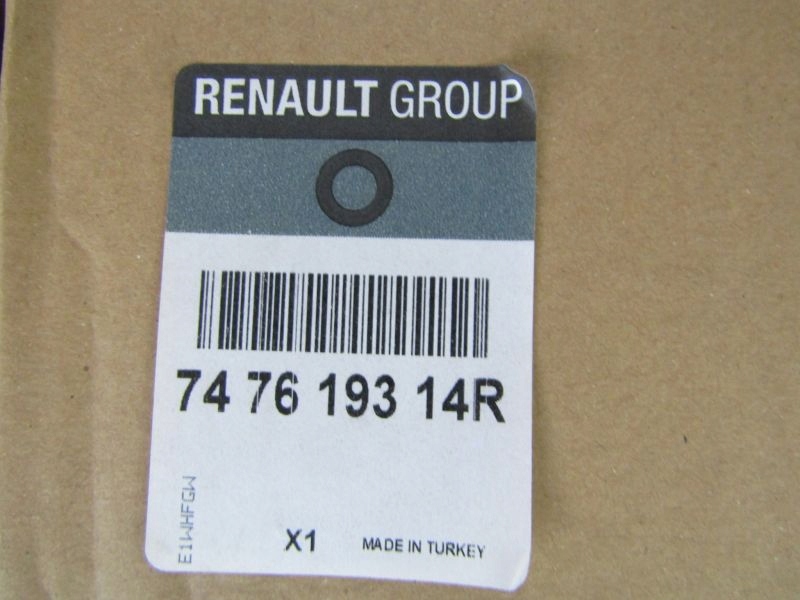 RENAULT GROUP
74 76 193 14R
E1WHFGW
X1 MADE IN TURKEY